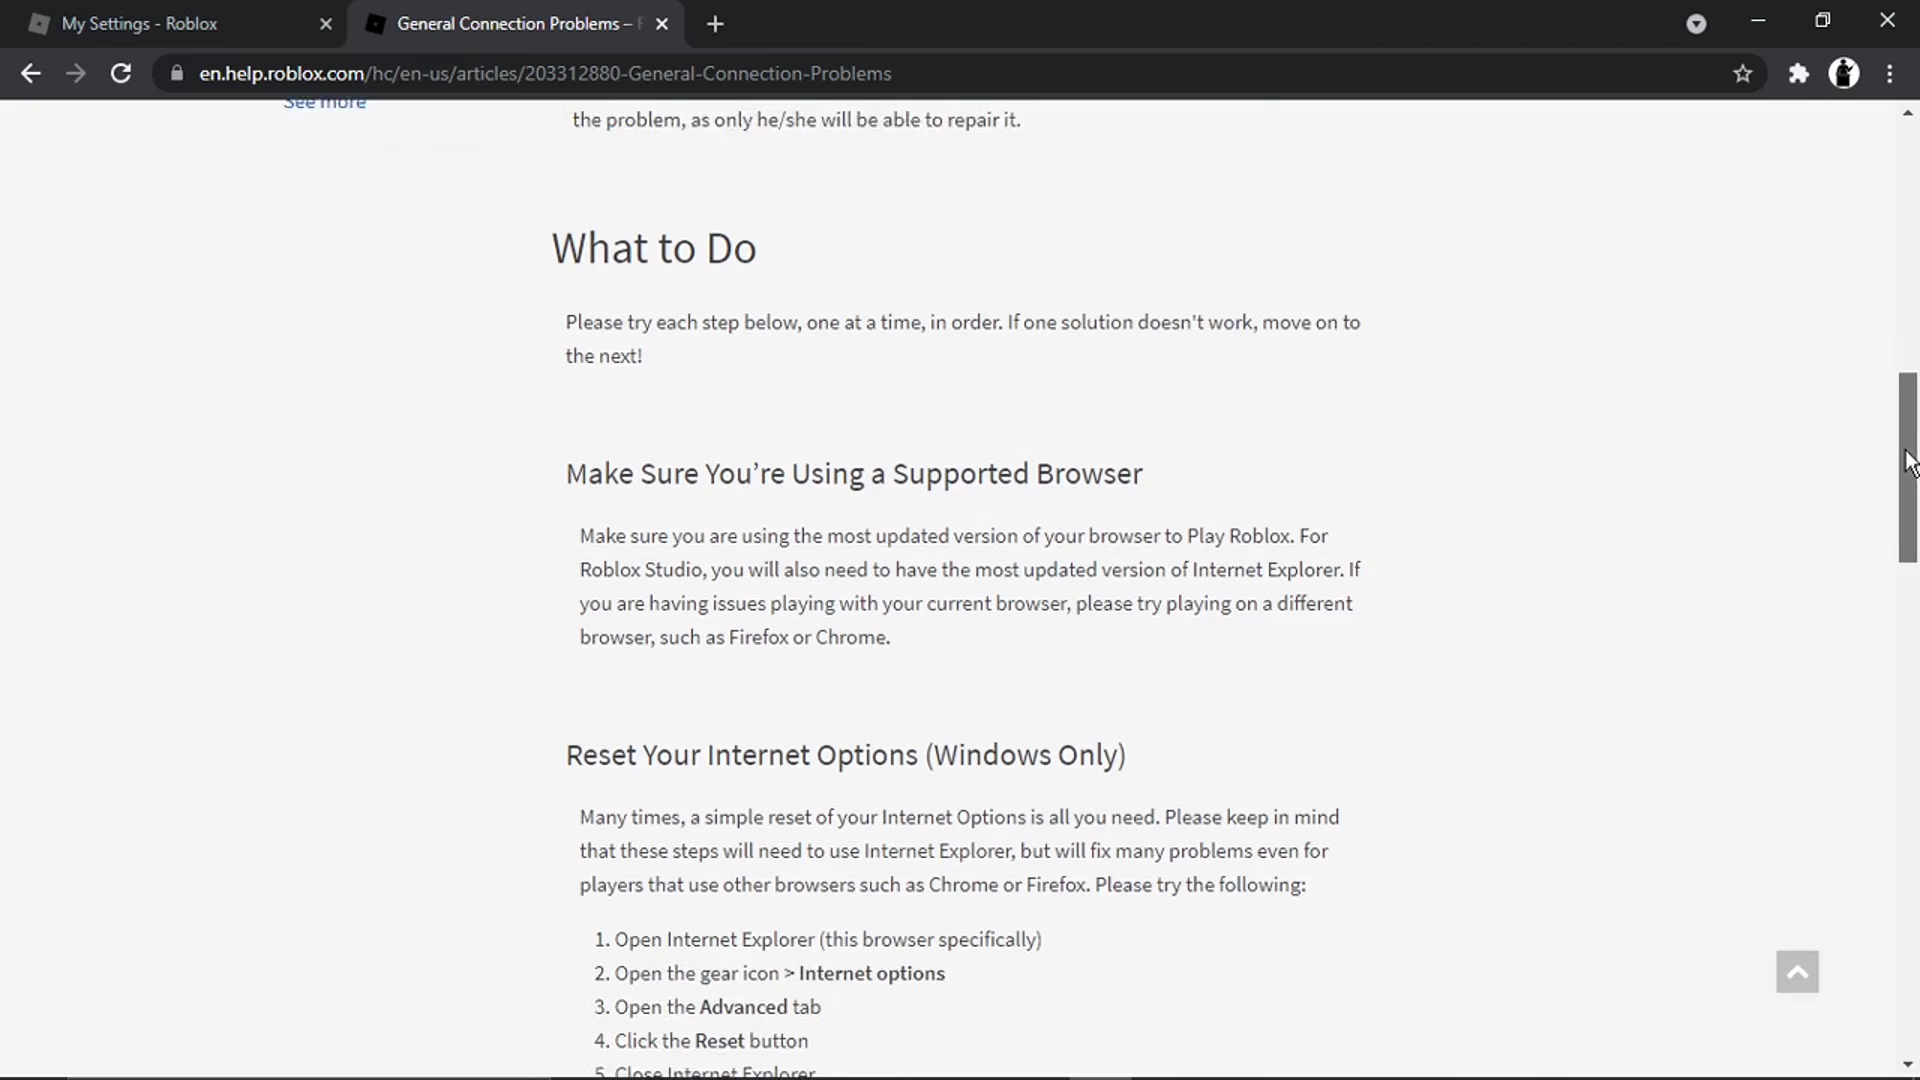 My Settings - Roblox
General Connection Problems –
en.help.roblox.com/hc/en-us/articles/203312880-General-Connection-Problems
See more
the problem, as only he/she will be able to repair it.
What to Do
Please try each step below, one at a time, in order. If one solution doesn't work, move on to
the next!
Make Sure You’re Using a Supported Browser
Make sure you are using the most updated version of your browser to Play Roblox. For
Roblox Studio, you will also need to have the most updated version of Internet Explorer. If
you are having issues playing with your current browser, please try playing on a different
browser, such as Firefox or Chrome.
Reset Your Internet Options (Windows Only)
Many times, a simple reset of your Internet Options is all you need. Please keep in mind
that these steps will need to use Internet Explorer, but will fix many problems even for
players that use other browsers such as Chrome or Firefox. Please try the following:
1. Open Internet Explorer (this browser specifically)
2. Open the gear icon > Internet options
3. Open the Advanced tab
4. Click the Reset button
5. Close Internet Explorer